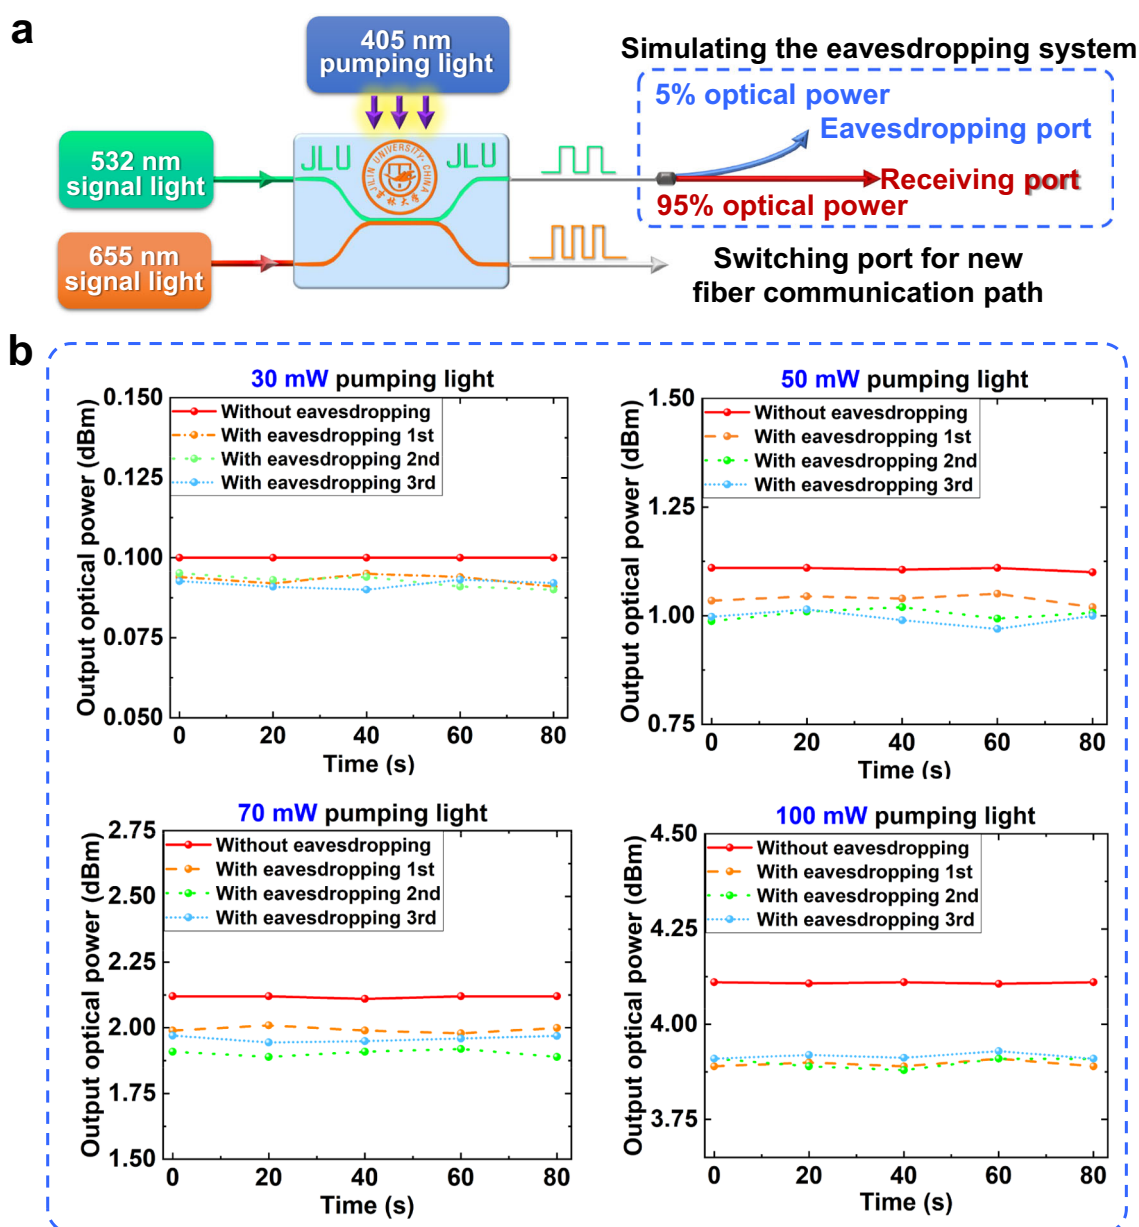 a
405 nm
pumping light
532 nm
signal light
655 nm
signal light
JLU
JLU
JILIN UNIVERSITY·CHINA
吉林大学
Simulating the eavesdropping system
5% optical power
Eavesdropping port
Receiving port
95% optical power
Switching port for new
fiber communication path
b
30 mW pumping light
Output optical power (dBm)
0.150
0.125
0.100
0.075
0.050
Without eavesdropping
With eavesdropping 1st
With eavesdropping 2nd
With eavesdropping 3rd
0 20 40 60 80
Time (s)
50 mW pumping light
Output optical power (dBm)
1.50
1.25
1.00
0.75
Without eavesdropping
With eavesdropping 1st
With eavesdropping 2nd
With eavesdropping 3rd
0 20 40 60 80
Time (s)
70 mW pumping light
Output optical power (dBm)
2.75
2.50
2.25
2.00
1.75
1.50
Without eavesdropping
With eavesdropping 1st
With eavesdropping 2nd
With eavesdropping 3rd
0 20 40 60 80
Time (s)
100 mW pumping light
Output optical power (dBm)
4.50
4.25
4.00
3.75
Without eavesdropping
With eavesdropping 1st
With eavesdropping 2nd
With eavesdropping 3rd
0 20 40 60 80
Time (s)